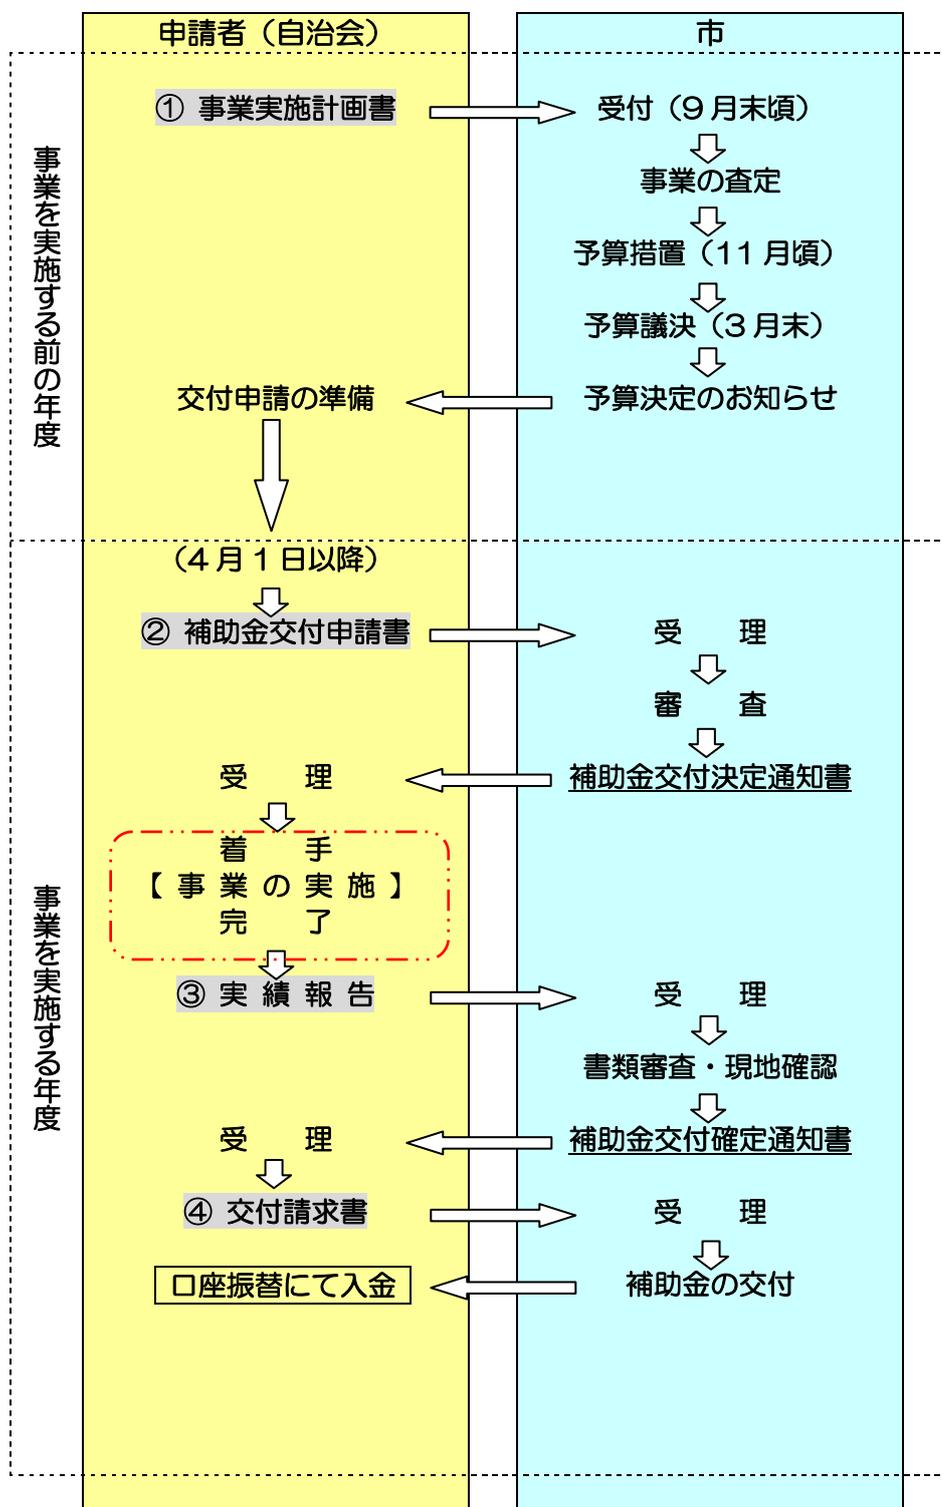 申請者（自治会）
市
事業を実施する前の年度
① 事業実施計画書
受付（9月末頃）
事業の査定
予算措置（11月頃）
予算議決（3月末）
交付申請の準備
予算決定のお知らせ
事業を実施する年度
（4月1日以降）
② 補助金交付申請書
受　理
審　査
受　理
補助金交付決定通知書
着　手
【事業の実施】
完　了
③ 実績報告
受　理
書類審査・現地確認
受　理
補助金交付確定通知書
④ 交付請求書
受　理
口座振替にて入金
補助金の交付